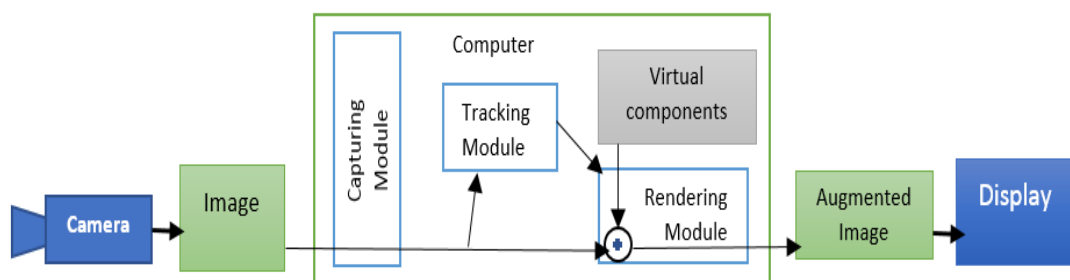 Camera
Image
Capturing
Module
Computer
Tracking
Module
Virtual
components
Rendering
Module
Augmented
Image
Display